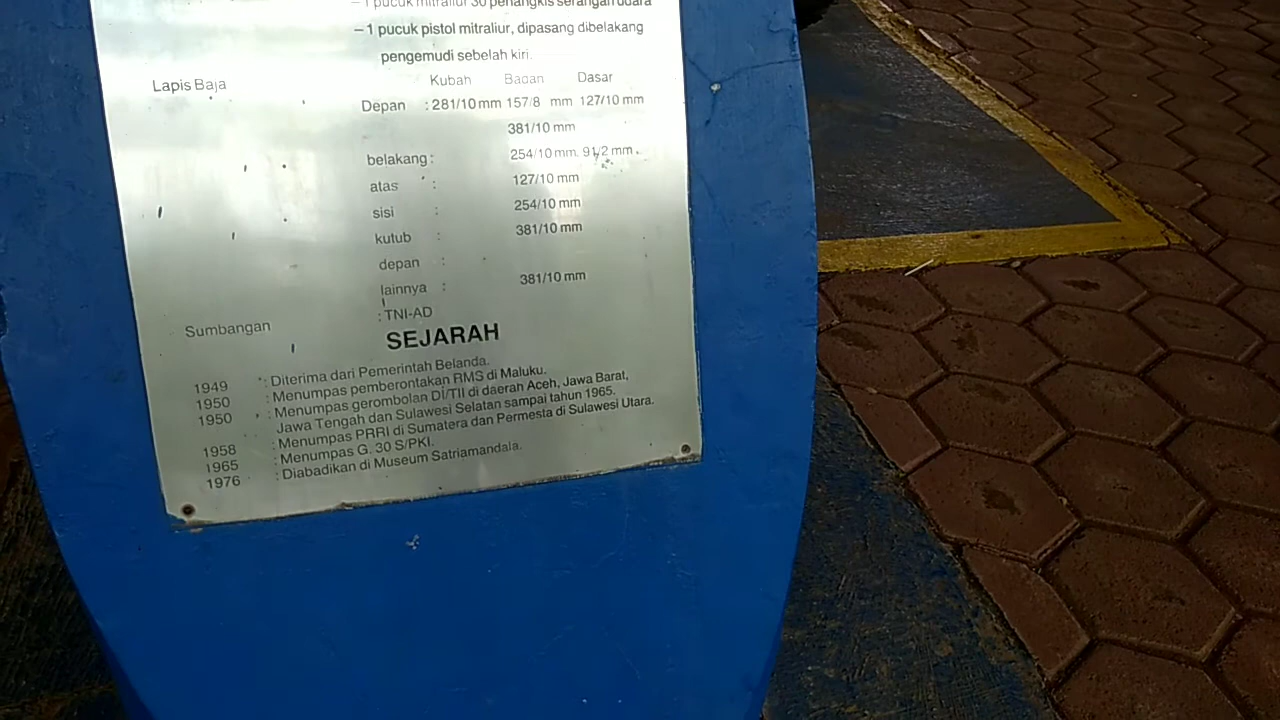 – 1 pucuk mitraliur 30 penangkis serangan udara
– 1 pucuk pistol mitraliur, dipasang dibelakang
pengemudi sebelah kiri.
Lapis Baja Kubah Badan Dasar
Depan : 281/10 mm 157/8 mm 127/10 mm
381/10 mm
belakang : 254/10 mm. 91/2 mm.
atas : 127/10 mm
sisi : 254/10 mm
kutub : 381/10 mm
depan :
lainnya : 381/10 mm
Sumbangan : TNI-AD
SEJARAH
1949 : Diterima dari Pemerintah Belanda.
1950 : Menumpas pemberontakan RMS di Maluku.
1950 : Menumpas gerombolan DI/TII di daerah Aceh, Jawa Barat,
Jawa Tengah dan Sulawesi Selatan sampai tahun 1965.
1958 : Menumpas PRRI di Sumatera dan Permesta di Sulawesi Utara.
1965 : Menumpas G. 30 S/PKI.
1976 : Diabadikan di Museum Satriamandala.